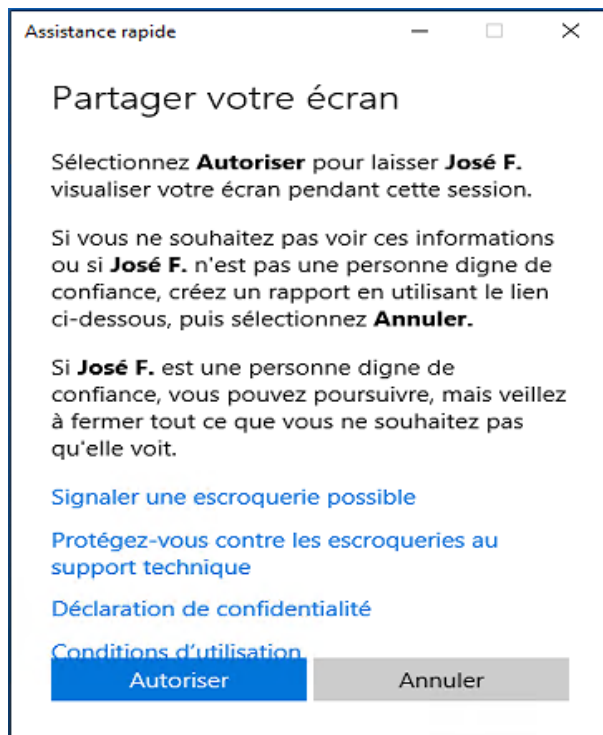 Assistance rapide
Partager votre écran
Sélectionnez Autoriser pour laisser José F.
visualiser votre écran pendant cette session.
Si vous ne souhaitez pas voir ces informations
ou si José F. n'est pas une personne digne de
confiance, créez un rapport en utilisant le lien
ci-dessous, puis sélectionnez Annuler.
Si José F. est une personne digne de
confiance, vous pouvez poursuivre, mais veillez
à fermer tout ce que vous ne souhaitez pas
qu'elle voit.
Signaler une escroquerie possible
Protégez-vous contre les escroqueries au
support technique
Déclaration de confidentialité
Conditions d'utilisation
Autoriser Annuler